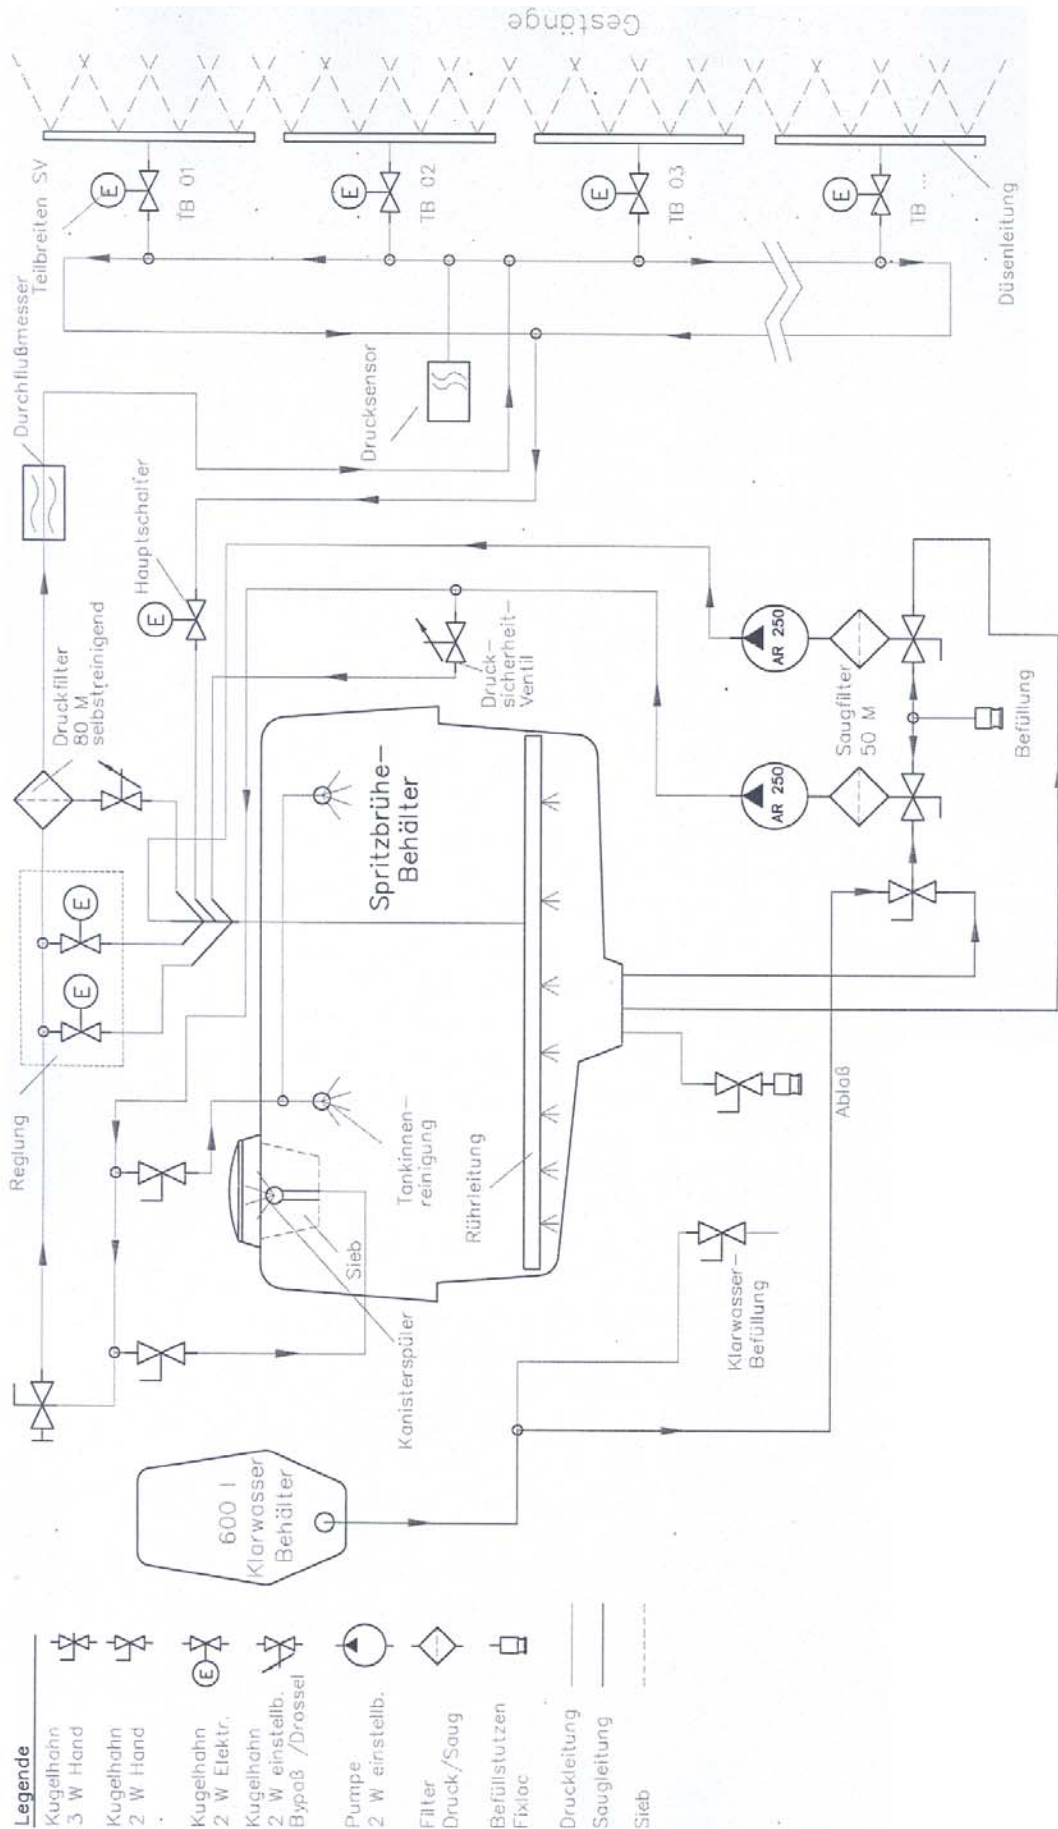 Gestänge
Teilbreiten SV
E
TB 01
E
TB 02
E
TB 03
E
TB ...
Düsenleitung
Durchflußmesser
Drucksensor
Hauptschalter
E
Druckfilter
80 M
selbstreinigend
Druck-
sicherheit-
Ventil
AR 250
AR 250
Saugfilter
50 M
Befüllung
Reglung
E
E
Spritzbrühe-
Behälter
Tankinnen-
reinigung
Rührleitung
Sieb
Kanisterspüler
Ablaß
Klarwasser-
Befüllung
600 l
Klarwasser
Behälter
Legende
Kugelhahn
3 W Hand
Kugelhahn
2 W Hand
Kugelhahn
2 W Elektr.
E
Kugelhahn
2 W einstellb.
Bypaß /Drossel
Pumpe
2 W einstellb.
Filter
Druck/Saug
Befüllstutzen
Fixloc
Druckleitung
Saugleitung
Sieb